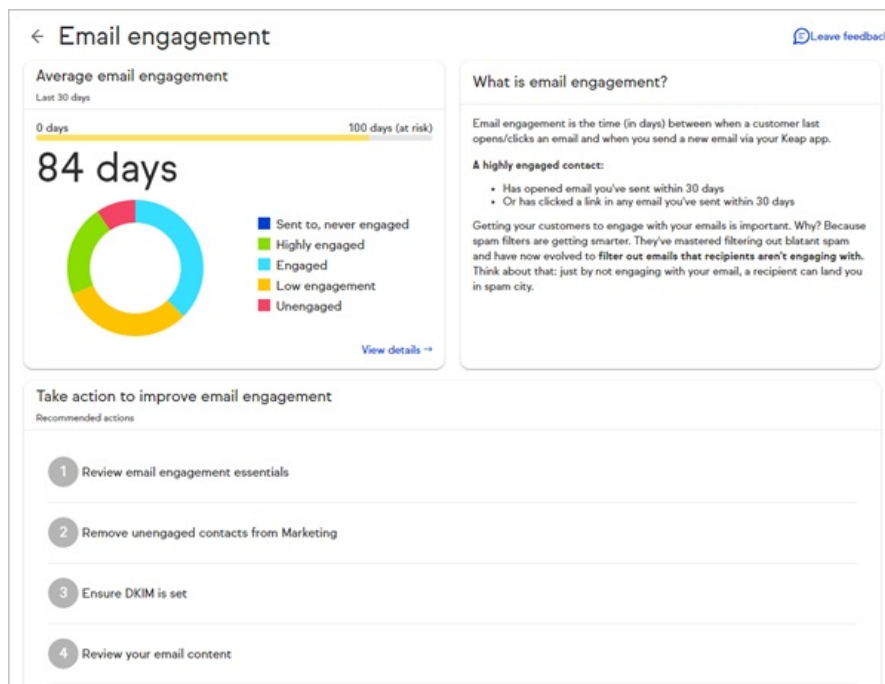 Email engagement
Leave feedback
Average email engagement
Last 30 days
0 days
100 days (at risk)
84 days
Sent to, never engaged
Highly engaged
Engaged
Low engagement
Unengaged
View details →
What is email engagement?
Email engagement is the time (in days) between when a customer last
opens/clicks an email and when you send a new email via your Keap app.
A highly engaged contact:
• Has opened email you've sent within 30 days
• Or has clicked a link in any email you've sent within 30 days
Getting your customers to engage with your emails is important. Why? Because
spam filters are getting smarter. They've mastered filtering out blatant spam
and have now evolved to filter out emails that recipients aren't engaging with.
Think about that: just by not engaging with your email, a recipient can land you
in spam city.
Take action to improve email engagement
Recommended actions
1 Review email engagement essentials
2 Remove unengaged contacts from Marketing
3 Ensure DKIM is set
4 Review your email content